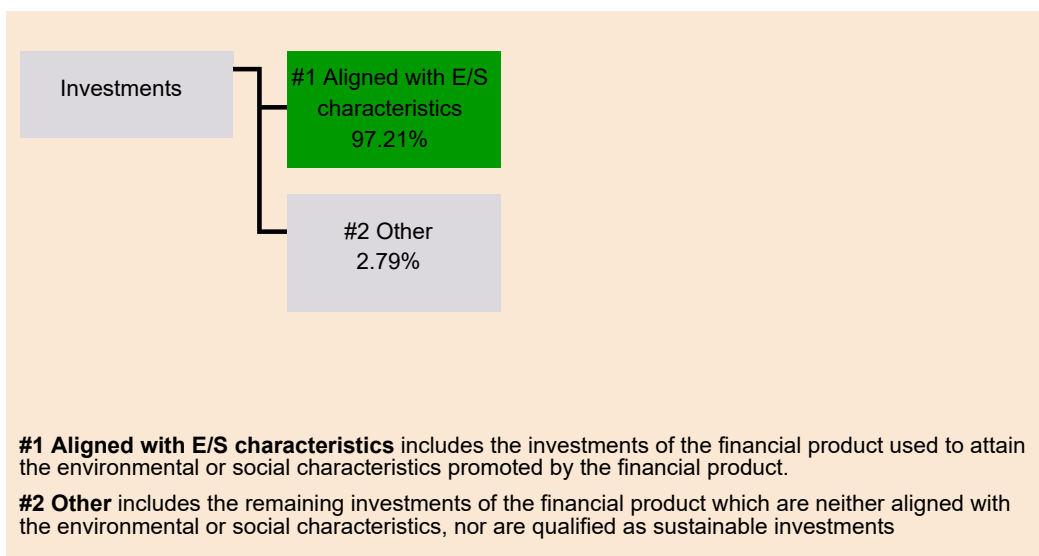 Investments
#1 Aligned with E/S
characteristics
97.21%
#2 Other
2.79%
#1 Aligned with E/S characteristics includes the investments of the financial product used to attain
the environmental or social characteristics promoted by the financial product.
#2 Other includes the remaining investments of the financial product which are neither aligned with
the environmental or social characteristics, nor are qualified as sustainable investments